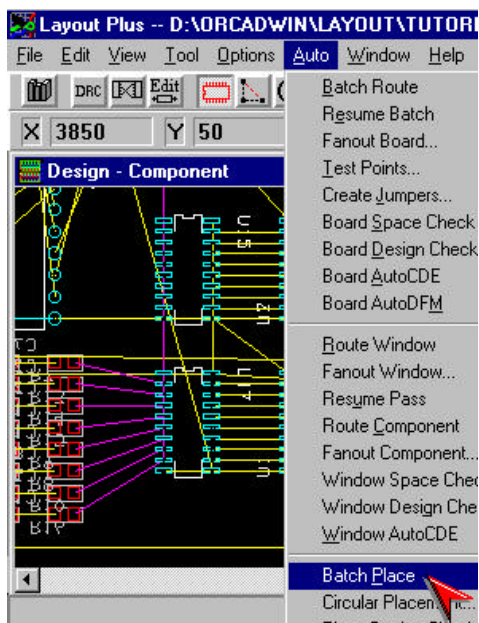 Layout Plus -- D:\ORCADWIN\LAYOUT\TUTORI
File Edit View Tool Options Auto Window Help
DRC Edit
X 3850 Y 50
Design - Component
Batch Route
Resume Batch
Fanout Board...
Test Points...
Create Jumpers...
Board Space Check
Board Design Check
Board AutoCDE
Board AutoDFM
Route Window
Fanout Window...
Resume Pass
Route Component
Fanout Component...
Window Space Chec
Window Design Che
Window AutoCDE
Batch Place
U15
U2
U14